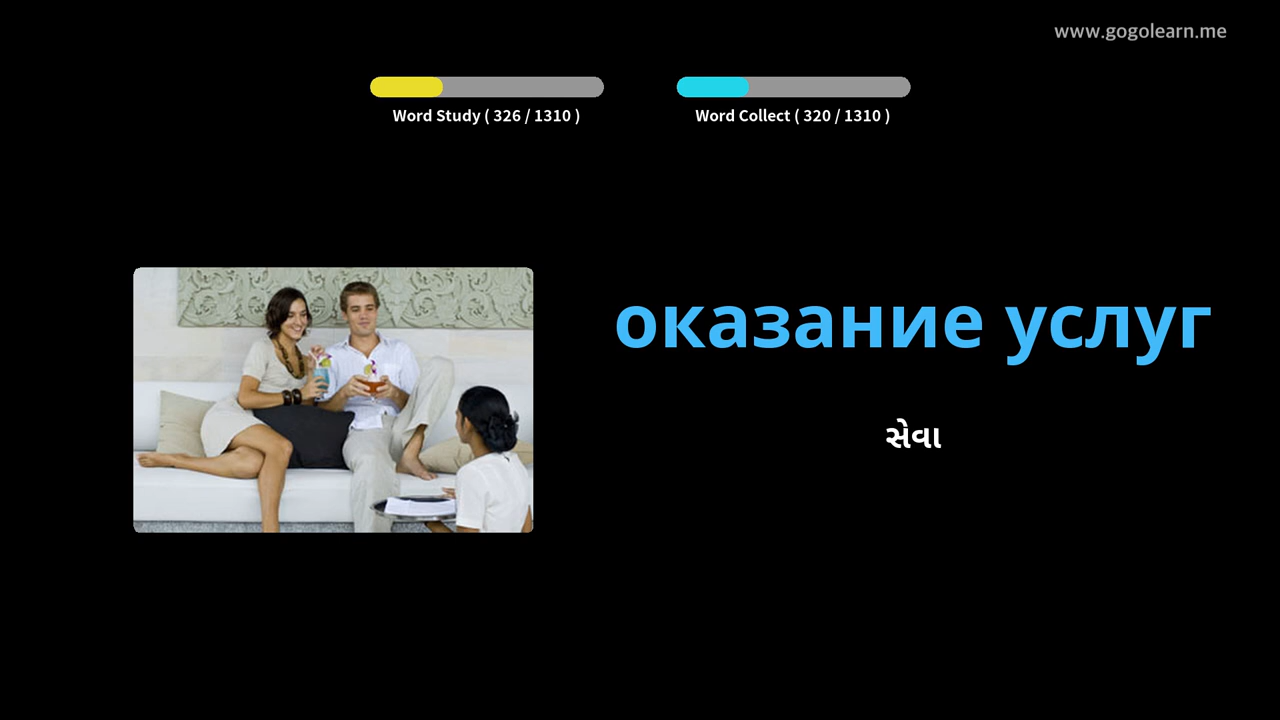 www.gogolearn.me
Word Study ( 326 / 1310 )
Word Collect ( 320 / 1310 )
оказание услуг
સેવા